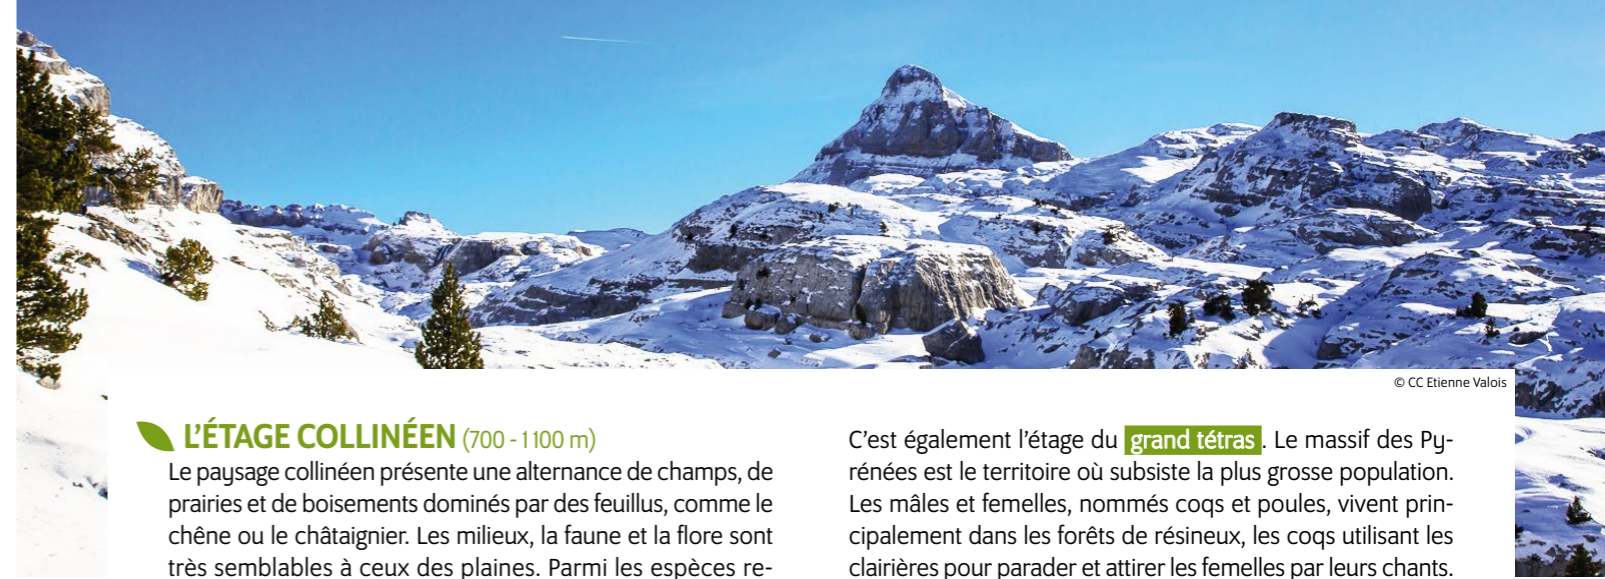 © CC Etienne Valois
L'ÉTAGE COLLINÉEN (700 - 1100 m)
Le paysage collinéen présente une alternance de champs, de
prairies et de boisements dominés par des feuillus, comme le
chêne ou le châtaignier. Les milieux, la faune et la flore sont
très semblables à ceux des plaines. Parmi les espèces re-
C'est également l'étage du grand tétras. Le massif des Py-
rénées est le territoire où subsiste la plus grosse population.
Les mâles et femelles, nommés coqs et poules, vivent prin-
cipalement dans les forêts de résineux, les coqs utilisant les
clairières pour parader et attirer les femelles par leurs chants.